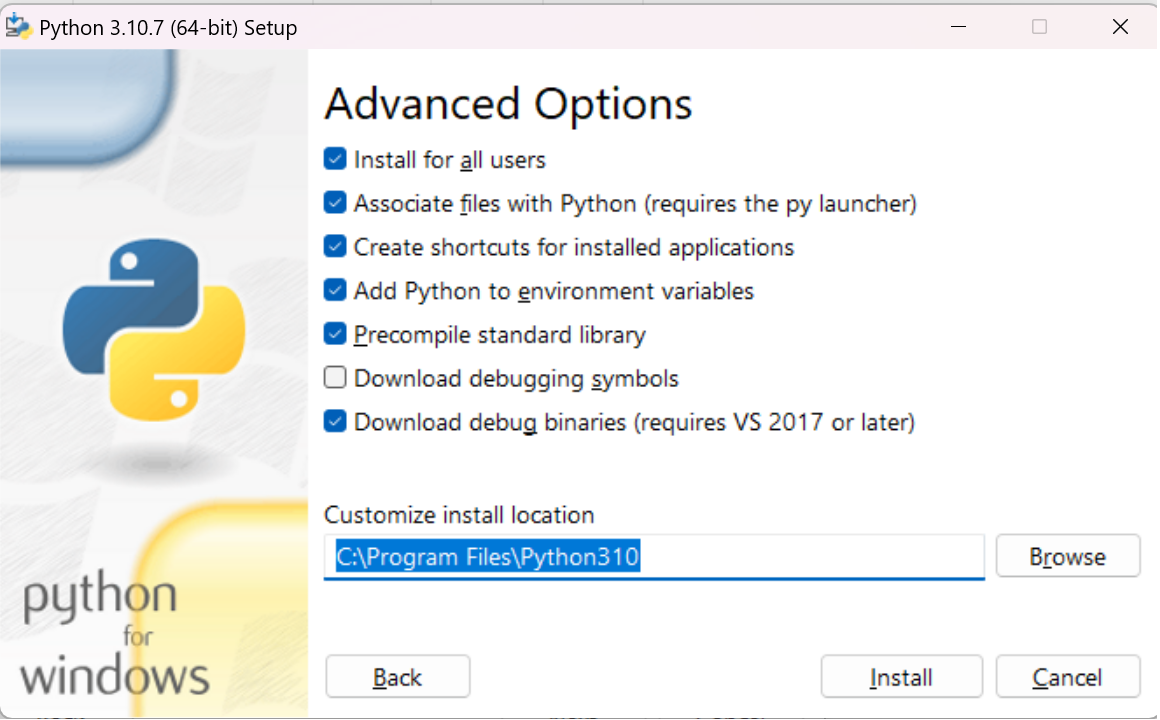 Python 3.10.7 (64-bit) Setup
Advanced Options
Install for all users
Associate files with Python (requires the py launcher)
Create shortcuts for installed applications
Add Python to environment variables
Precompile standard library
Download debugging symbols
Download debug binaries (requires VS 2017 or later)
Customize install location
C:\Program Files\Python310
Browse
python
for
windows
Back
Install
Cancel